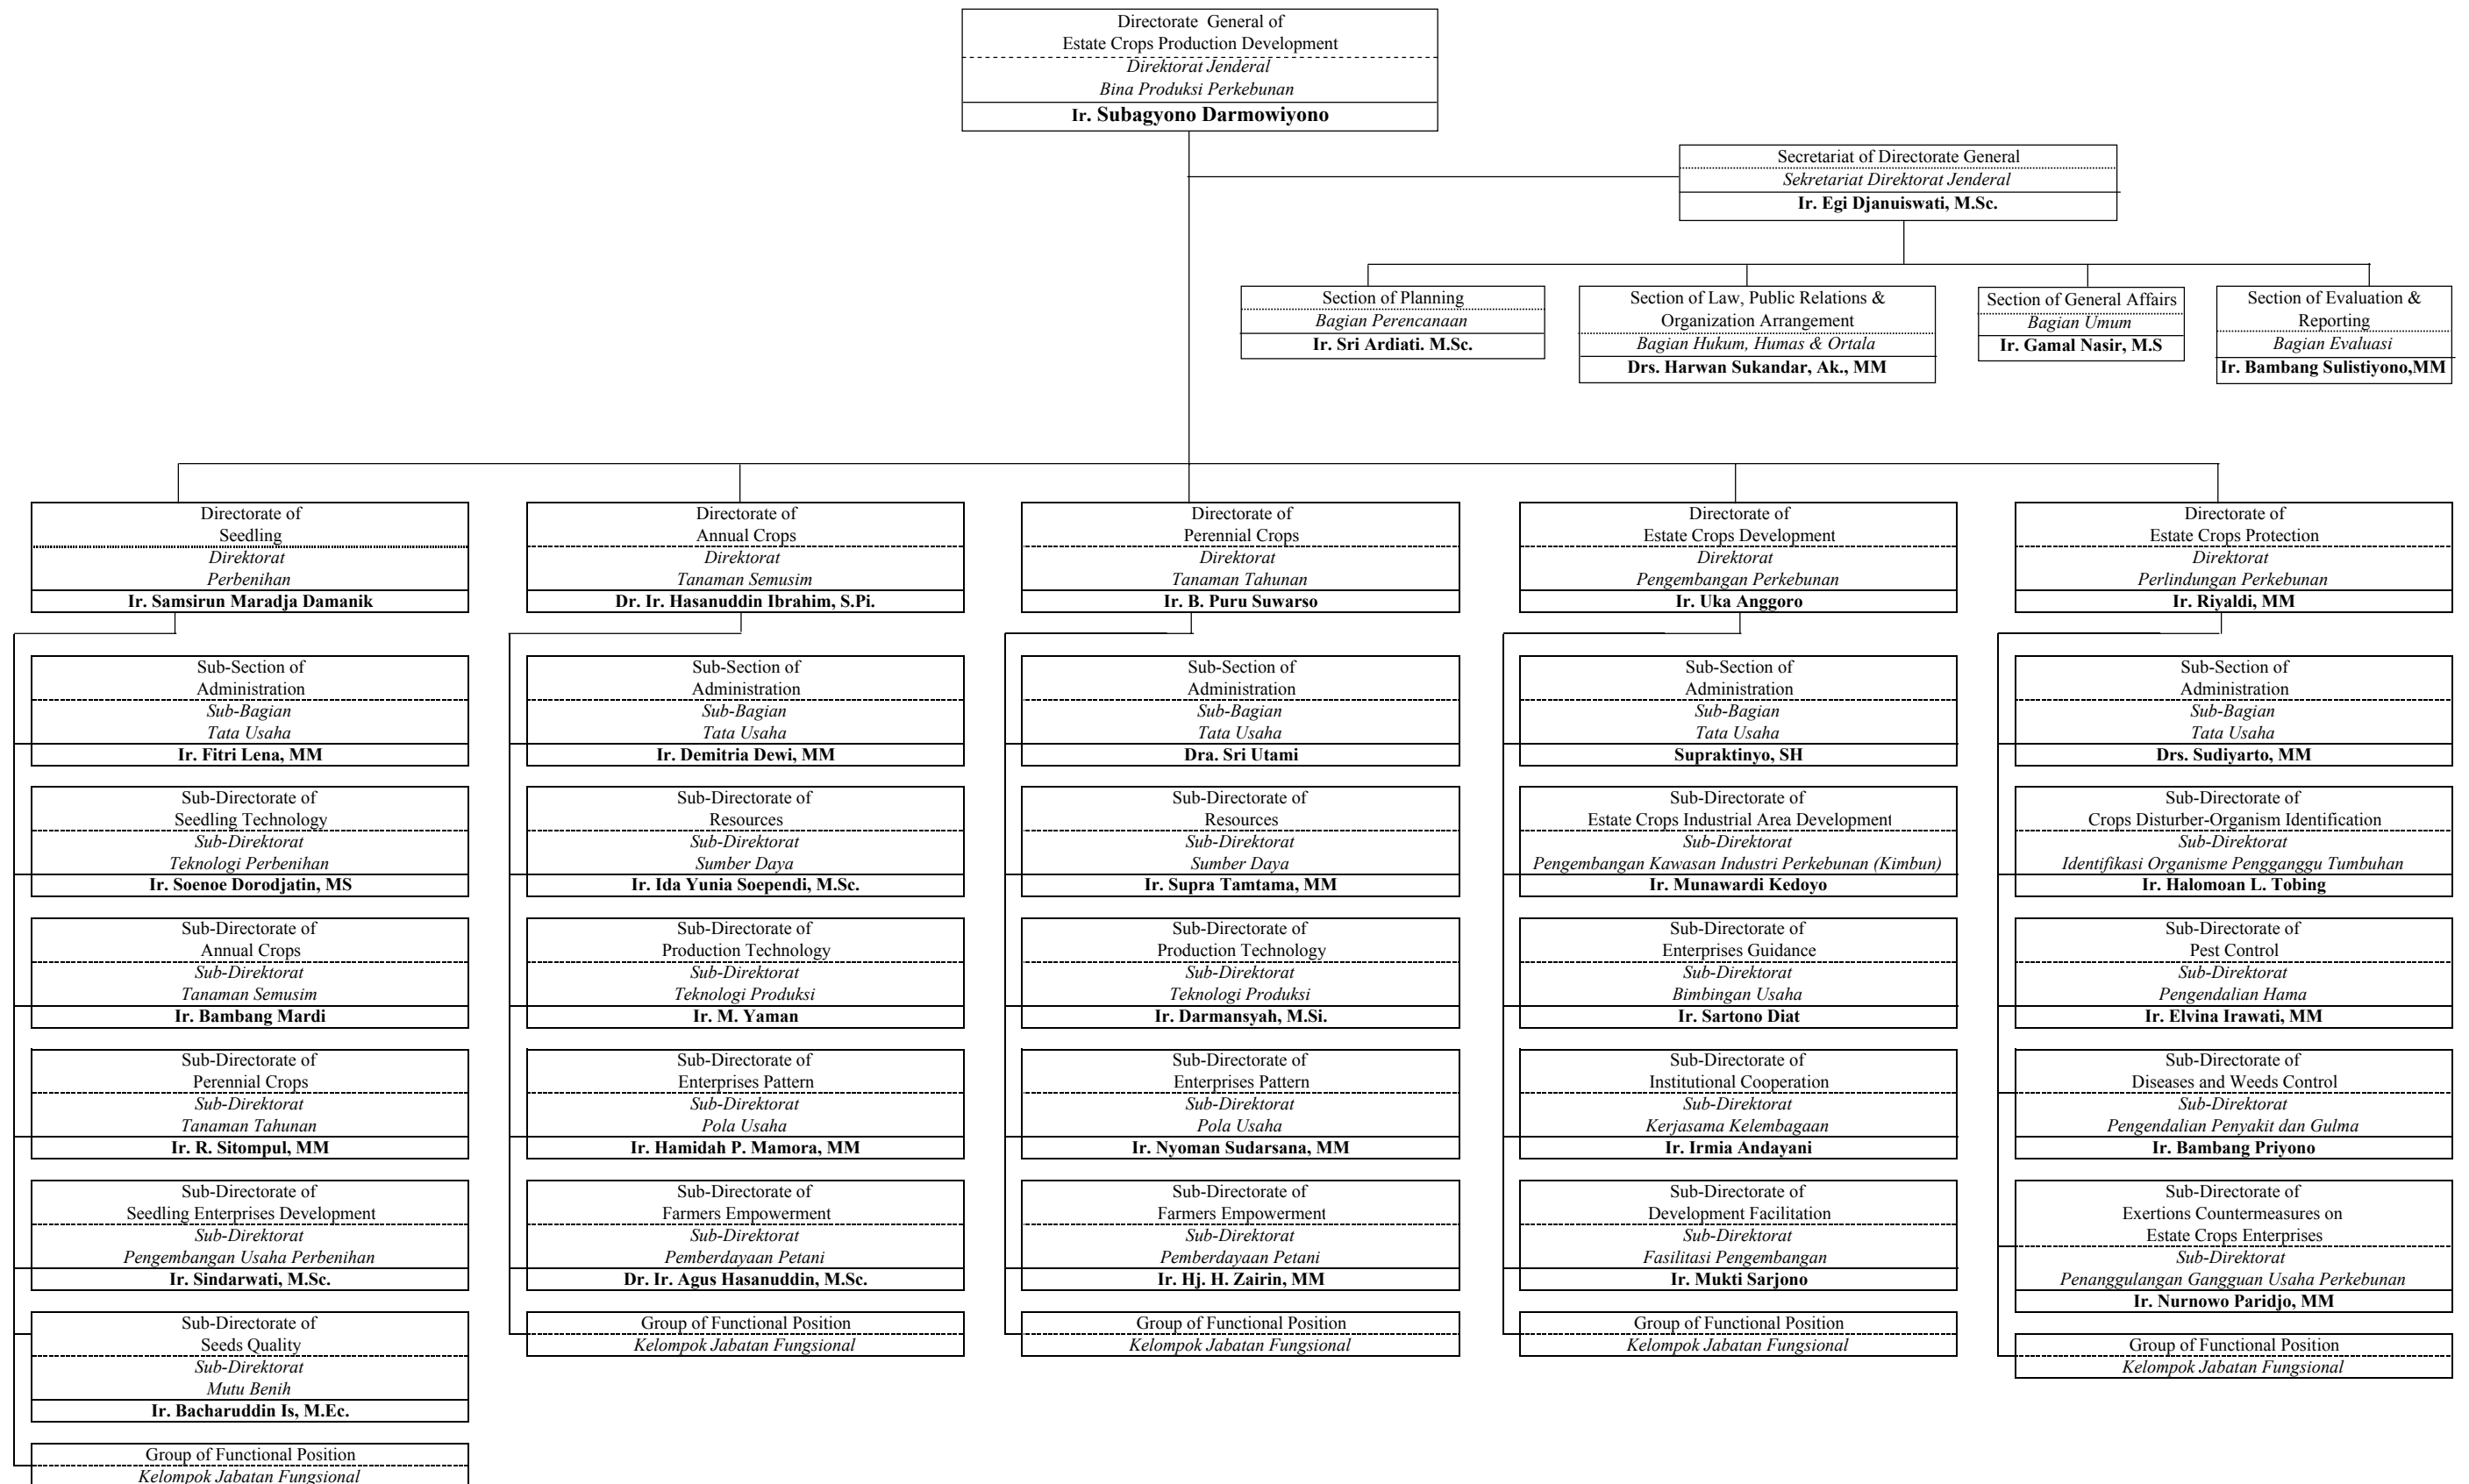 Directorate General of
Estate Crops Production Development
Direktorat Jenderal
Bina Produksi Perkebunan
Ir. Subagyono Darmowiyono
Secretariat of Directorate General
Sekretariat Direktorat Jenderal
Ir. Egi Djanuiswati, M.Sc.
Section of Planning
Bagian Perencanaan
Ir. Sri Ardiati. M.Sc.
Section of Law, Public Relations &
Organization Arrangement
Bagian Hukum, Humas & Ortala
Drs. Harwan Sukandar, Ak., MM
Section of General Affairs
Bagian Umum
Ir. Gamal Nasir, M.S
Section of Evaluation &
Reporting
Bagian Evaluasi
Ir. Bambang Sulistiyono,MM
Directorate of
Seedling
Direktorat
Perbenihan
Ir. Samsirun Maradja Damanik
Sub-Section of
Administration
Sub-Bagian
Tata Usaha
Ir. Fitri Lena, MM
Sub-Directorate of
Seedling Technology
Sub-Direktorat
Teknologi Perbenihan
Ir. Soenoe Dorodjatin, MS
Sub-Directorate of
Annual Crops
Sub-Direktorat
Tanaman Semusim
Ir. Bambang Mardi
Sub-Directorate of
Perennial Crops
Sub-Direktorat
Tanaman Tahunan
Ir. R. Sitompul, MM
Sub-Directorate of
Seedling Enterprises Development
Sub-Direktorat
Pengembangan Usaha Perbenihan
Ir. Sindarwati, M.Sc.
Sub-Directorate of
Seeds Quality
Sub-Direktorat
Mutu Benih
Ir. Bacharuddin Is, M.Ec.
Group of Functional Position
Kelompok Jabatan Fungsional
Directorate of
Annual Crops
Direktorat
Tanaman Semusim
Dr. Ir. Hasanuddin Ibrahim, S.Pi.
Sub-Section of
Administration
Sub-Bagian
Tata Usaha
Ir. Demitria Dewi, MM
Sub-Directorate of
Resources
Sub-Direktorat
Sumber Daya
Ir. Ida Yunia Soependi, M.Sc.
Sub-Directorate of
Production Technology
Sub-Direktorat
Teknologi Produksi
Ir. M. Yaman
Sub-Directorate of
Enterprises Pattern
Sub-Direktorat
Pola Usaha
Ir. Hamidah P. Mamora, MM
Sub-Directorate of
Farmers Empowerment
Sub-Direktorat
Pemberdayaan Petani
Dr. Ir. Agus Hasanuddin, M.Sc.
Group of Functional Position
Kelompok Jabatan Fungsional
Directorate of
Perennial Crops
Direktorat
Tanaman Tahunan
Ir. B. Puru Suwarso
Sub-Section of
Administration
Sub-Bagian
Tata Usaha
Dra. Sri Utami
Sub-Directorate of
Resources
Sub-Direktorat
Sumber Daya
Ir. Supra Tamtama, MM
Sub-Directorate of
Production Technology
Sub-Direktorat
Teknologi Produksi
Ir. Darmansyah, M.Si.
Sub-Directorate of
Enterprises Pattern
Sub-Direktorat
Pola Usaha
Ir. Nyoman Sudarsana, MM
Sub-Directorate of
Farmers Empowerment
Sub-Direktorat
Pemberdayaan Petani
Ir. Hj. H. Zairin, MM
Group of Functional Position
Kelompok Jabatan Fungsional
Directorate of
Estate Crops Development
Direktorat
Pengembangan Perkebunan
Ir. Uka Anggoro
Sub-Section of
Administration
Sub-Bagian
Tata Usaha
Supraktinyo, SH
Sub-Directorate of
Estate Crops Industrial Area Development
Sub-Direktorat
Pengembangan Kawasan Industri Perkebunan (Kimbun)
Ir. Munawardi Kedoyo
Sub-Directorate of
Enterprises Guidance
Sub-Direktorat
Bimbingan Usaha
Ir. Sartono Diat
Sub-Directorate of
Institutional Cooperation
Sub-Direktorat
Kerjasama Kelembagaan
Ir. Irmia Andayani
Sub-Directorate of
Development Facilitation
Sub-Direktorat
Fasilitasi Pengembangan
Ir. Mukti Sarjono
Group of Functional Position
Kelompok Jabatan Fungsional
Directorate of
Estate Crops Protection
Direktorat
Perlindungan Perkebunan
Ir. Riyaldi, MM
Sub-Section of
Administration
Sub-Bagian
Tata Usaha
Drs. Sudiyarto, MM
Sub-Directorate of
Crops Disturber-Organism Identification
Sub-Direktorat
Identifikasi Organisme Pengganggu Tumbuhan
Ir. Halomoan L. Tobing
Sub-Directorate of
Pest Control
Sub-Direktorat
Pengendalian Hama
Ir. Elvina Irawati, MM
Sub-Directorate of
Diseases and Weeds Control
Sub-Direktorat
Pengendalian Penyakit dan Gulma
Ir. Bambang Priyono
Sub-Directorate of
Exertions Countermeasures on
Estate Crops Enterprises
Sub-Direktorat
Penanggulangan Gangguan Usaha Perkebunan
Ir. Nurnowo Paridjo, MM
Group of Functional Position
Kelompok Jabatan Fungsional